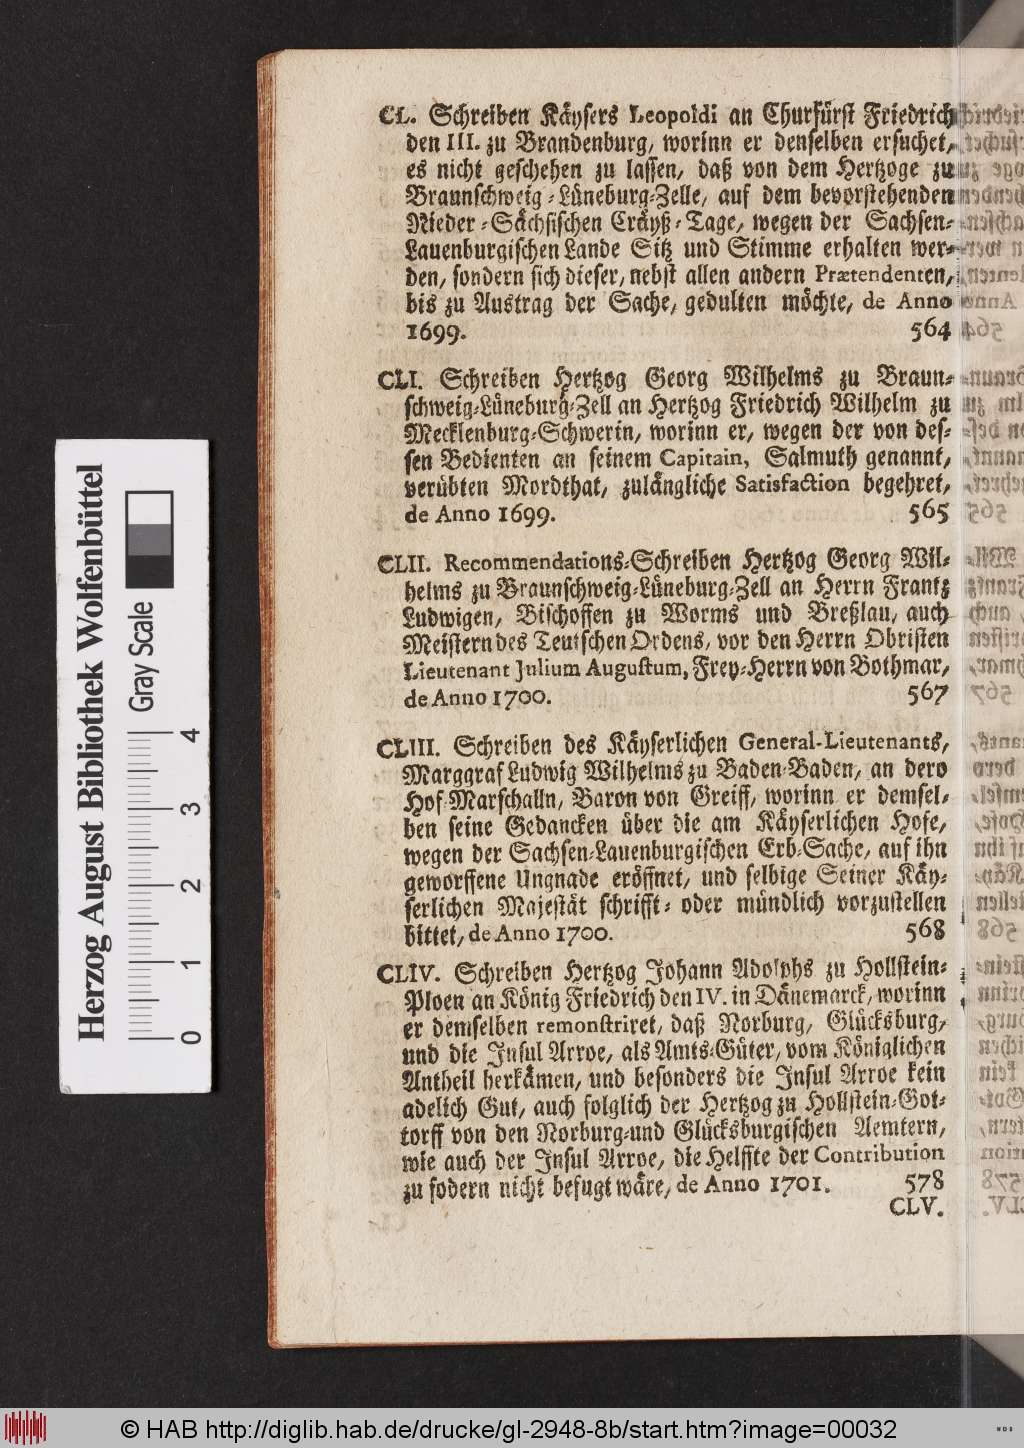 CL. Schreiben Käysers Leopoldi an Churfürst Friedrich
den III. zu Brandenburg, worinn er denselben ersuchet,
es nicht geschehen zu lassen, daß von dem Hertzoge zu
Braunschweig-Lüneburg-Zelle, auf dem bevorstehenden
Nieder-Sächsischen Cräyß-Tage, wegen der Sachsen-
Lauenburgischen Lande Sitz und Stimme erhalten wer-
den, sondern sich dieser, nebst allen andern Prætendenten,
bis zu Austrag der Sache, gedulten möchte, de Anno
1699. 564
CLI. Schreiben Hertzog Georg Wilhelms zu Braun-
schweig-Lüneburg-Zell an Hertzog Friedrich Wilhelm zu
Mecklenburg-Schwerin, worinn er, wegen der von des-
sen Bedienten an seinem Capitain, Salmuth genannt,
verübten Mordthat, zulängliche Satisfaction begehret,
de Anno 1699. 565
CLII. Recommendations-Schreiben Hertzog Georg Wil-
helms zu Braunschweig-Lüneburg-Zell an Herrn Frantz
Ludwigen, Bischoffen zu Worms und Breßlau, auch
Meistern des Teutschen Ordens, vor den Herrn Obristen
Lieutenant Julium Augustum, Frey-Herrn von Bothmar,
de Anno 1700. 567
CLIII. Schreiben des Käyserlichen General-Lieutenants,
Marggraf Ludwig Wilhelms zu Baden-Baden, an dero
Hof-Marschalln, Baron von Greiff, worinn er demsel-
ben seine Gedancken über die am Käyserlichen Hofe,
wegen der Sachsen-Lauenburgischen Erb-Sache, auf ihn
geworffene Ungnade eröffnet, und selbige Seiner Käy-
serlichen Majestät schrifft- oder mündlich vorzustellen
bittet, de Anno 1700. 568
CLIV. Schreiben Hertzog Johann Adolphs zu Hollstein-
Ploen an König Friedrich den IV. in Dänemarck, worinn
er demselben remonstriret, daß Norburg, Glücksburg,
und die Insul Arroe, als Amts-Güter, vom Königlichen
Antheil herkämen, und besonders die Insul Arroe kein
adelich Gut, auch folglich der Hertzog zu Hollstein-Got-
torff von den Norburg-und Glücksburgischen Aemtern,
wie auch der Insul Arroe, die Helffte der Contribution
zu fodern nicht befugt wäre, de Anno 1701. 578
CLV.
Herzog August Bibliothek Wolfenbüttel
Gray Scale
0 1 2 3 4
© HAB http://diglib.hab.de/drucke/gl-2948-8b/start.htm?image=00032